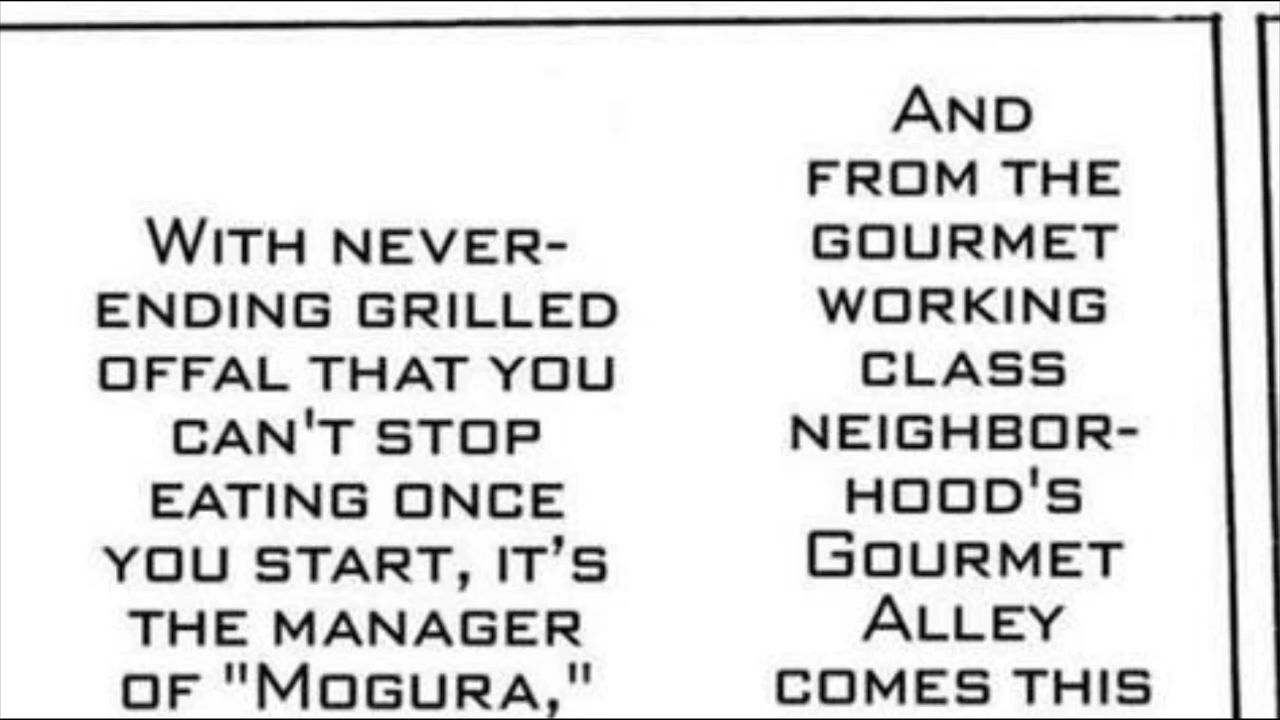 And
from the
gourmet
working
class
neighbor-
hood's
Gourmet
Alley
comes this
With never-
ending grilled
offal that you
can't stop
eating once
you start, it’s
the manager
of "Mogura,"